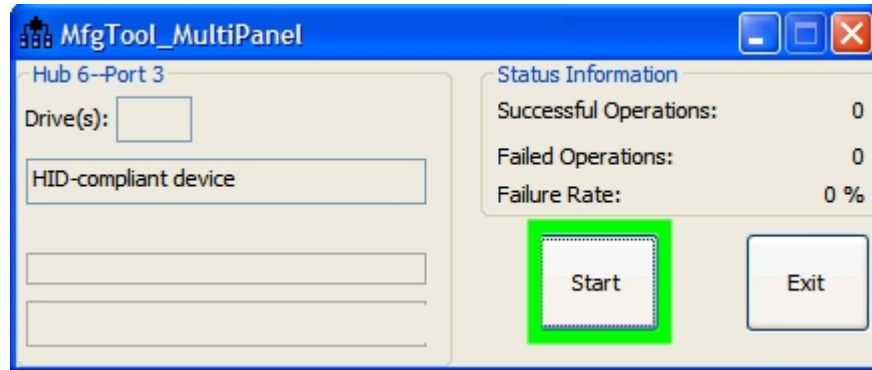 MfgTool_MultiPanel
Hub 6--Port 3
Drive(s):
HID-compliant device
Status Information
Successful Operations: 0
Failed Operations: 0
Failure Rate: 0 %
Start
Exit